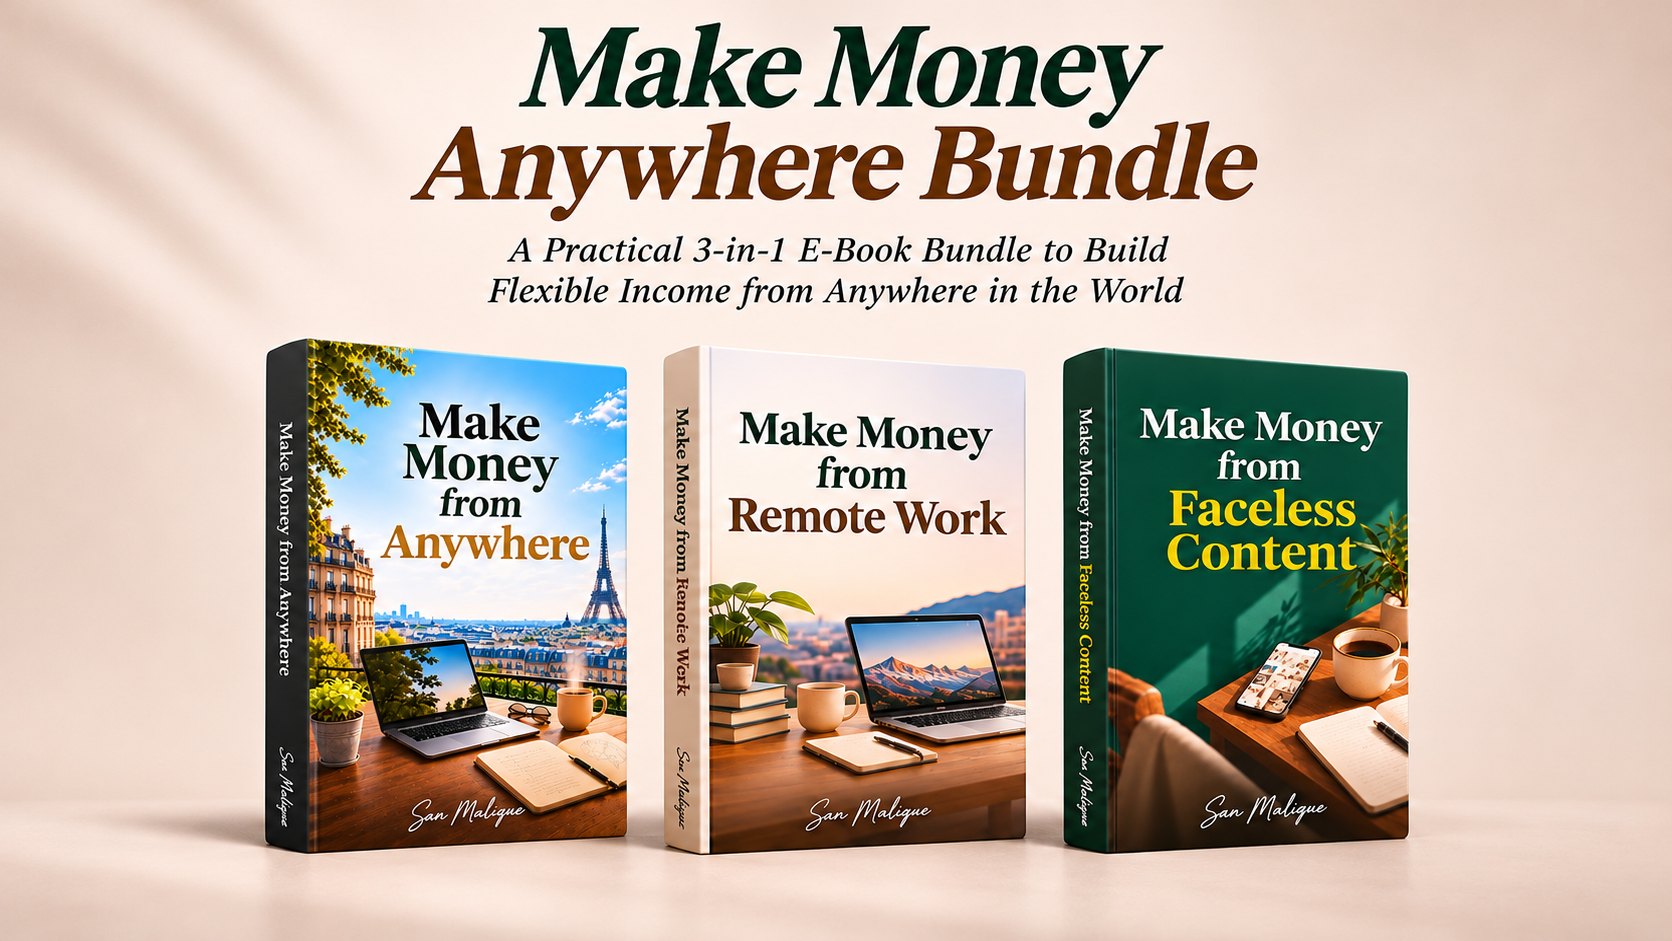 Make Money
Anywhere Bundle
A Practical 3-in-1 E-Book Bundle to Build
Flexible Income from Anywhere in the World
Make Money from Anywhere
San Malique
Make
Money
from
Anywhere
San Malique
Make Money from Remote Work
San Malique
Make Money
from
Remote Work
San Malique
Make Money from Faceless Content
San Malique
Make Money
from
Faceless
Content
San Malique